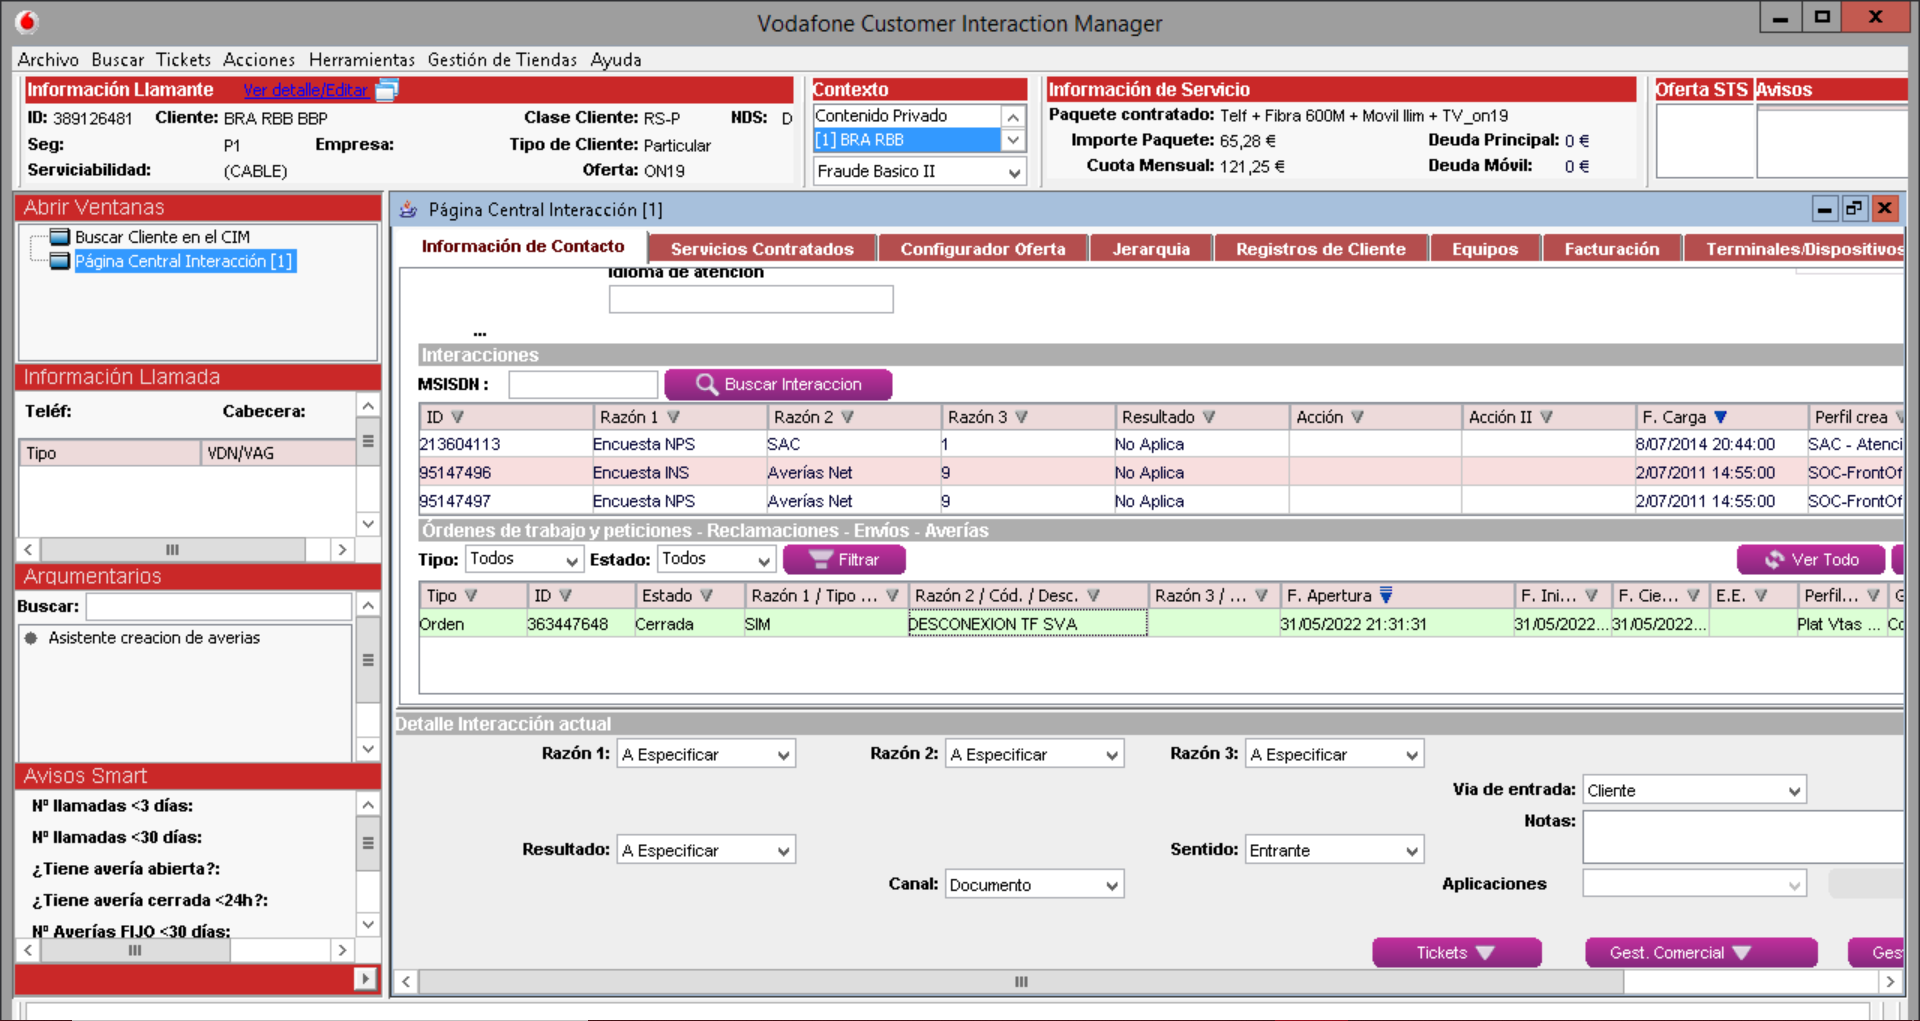 Vodafone Customer Interaction Manager
Archivo Buscar Tickets Acciones Herramientas Gestión de Tiendas Ayuda
Información Llamante Ver detalle/Editar
ID: 389126481 Cliente: BRA RBB BBP Clase Cliente: RS-P NDS: D
Seg: P1 Empresa: Tipo de Cliente: Particular
Serviciabilidad: (CABLE) Oferta: ON19
Contexto
Contenido Privado
[1] BRA RBB
Fraude Basico II
Información de Servicio
Paquete contratado: Telf + Fibra 600M + Movil Ilim + TV_on19
Importe Paquete: 65,28 € Deuda Principal: 0 €
Cuota Mensual: 121,25 € Deuda Móvil: 0 €
Oferta STS Avisos
Abrir Ventanas
Buscar Cliente en el CIM
Página Central Interacción [1]
Información Llamada
Teléf: Cabecera:
Tipo VDN/VAG
Argumentarios
Buscar:
Asistente creacion de averias
Avisos Smart
Nº llamadas <3 días:
Nº llamadas <30 días:
¿Tiene avería abierta?:
¿Tiene avería cerrada <24h?:
Nº Averías FIJO <30 días:
Página Central Interacción [1]
Información de Contacto Servicios Contratados Configurador Oferta Jerarquia Registros de Cliente Equipos Facturación Terminales/Dispositivos
Idioma de atención
...
Interacciones
MSISDN : Buscar Interaccion
ID Razón 1 Razón 2 Razón 3 Resultado Acción Acción II F. Carga Perfil crea
213604113 Encuesta NPS SAC 1 No Aplica 8/07/2014 20:44:00 SAC - Atenci
95147496 Encuesta INS Averías Net 9 No Aplica 2/07/2011 14:55:00 SOC-FrontOf
95147497 Encuesta NPS Averías Net 9 No Aplica 2/07/2011 14:55:00 SOC-FrontOf
Órdenes de trabajo y peticiones - Reclamaciones - Envíos - Averías
Tipo: Todos Estado: Todos Filtrar Ver Todo
Tipo ID Estado Razón 1 / Tipo ... Razón 2 / Cód. / Desc. Razón 3 / ... F. Apertura F. Ini... F. Cie... E.E. Perfil... G
Orden 363447648 Cerrada SIM DESCONEXION TF SVA 31/05/2022 21:31:31 31/05/2022... 31/05/2022... Plat Vtas ... Co
Detalle Interacción actual
Razón 1: A Especificar Razón 2: A Especificar Razón 3: A Especificar
Via de entrada: Cliente
Notas:
Resultado: A Especificar Sentido: Entrante
Canal: Documento Aplicaciones
Tickets Gest. Comercial Ges